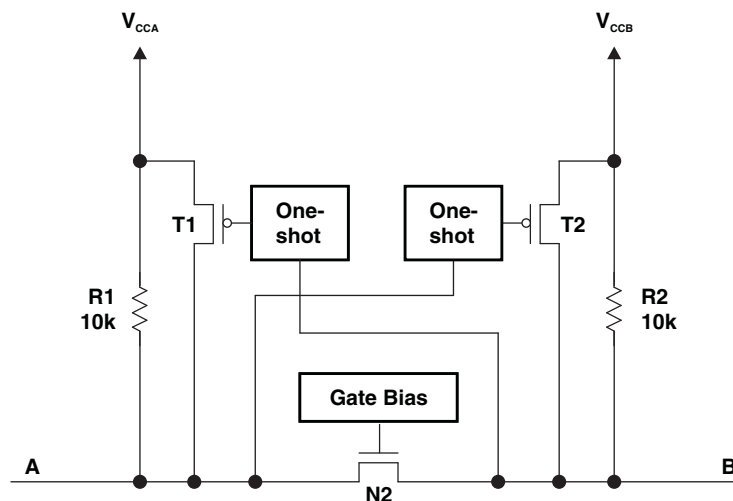 VCCA
VCCB
T1
One-
shot
One-
shot
T2
R1
10k
R2
10k
Gate Bias
A
B
N2